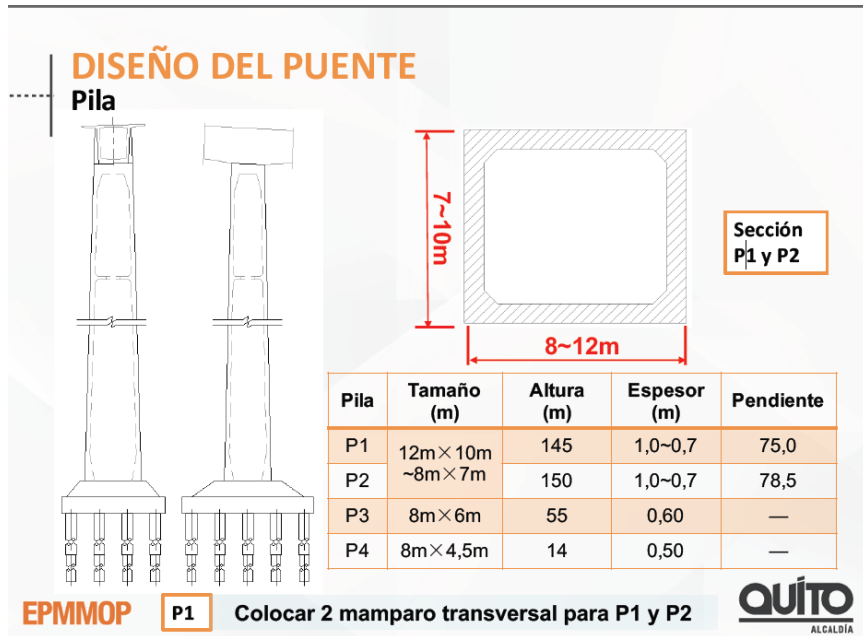 DISEÑO DEL PUENTE
Pila
7~10m
8~12m
Sección
P1 y P2
Pila Tamaño (m) Altura (m) Espesor (m) Pendiente
P1 12m×10m ~8m×7m 145 1,0~0,7 75,0
P2 150 1,0~0,7 78,5
P3 8m×6m 55 0,60 —
P4 8m×4,5m 14 0,50 —
EPMMOP
P1
Colocar 2 mamparo transversal para P1 y P2
QUITO
ALCALDÍA